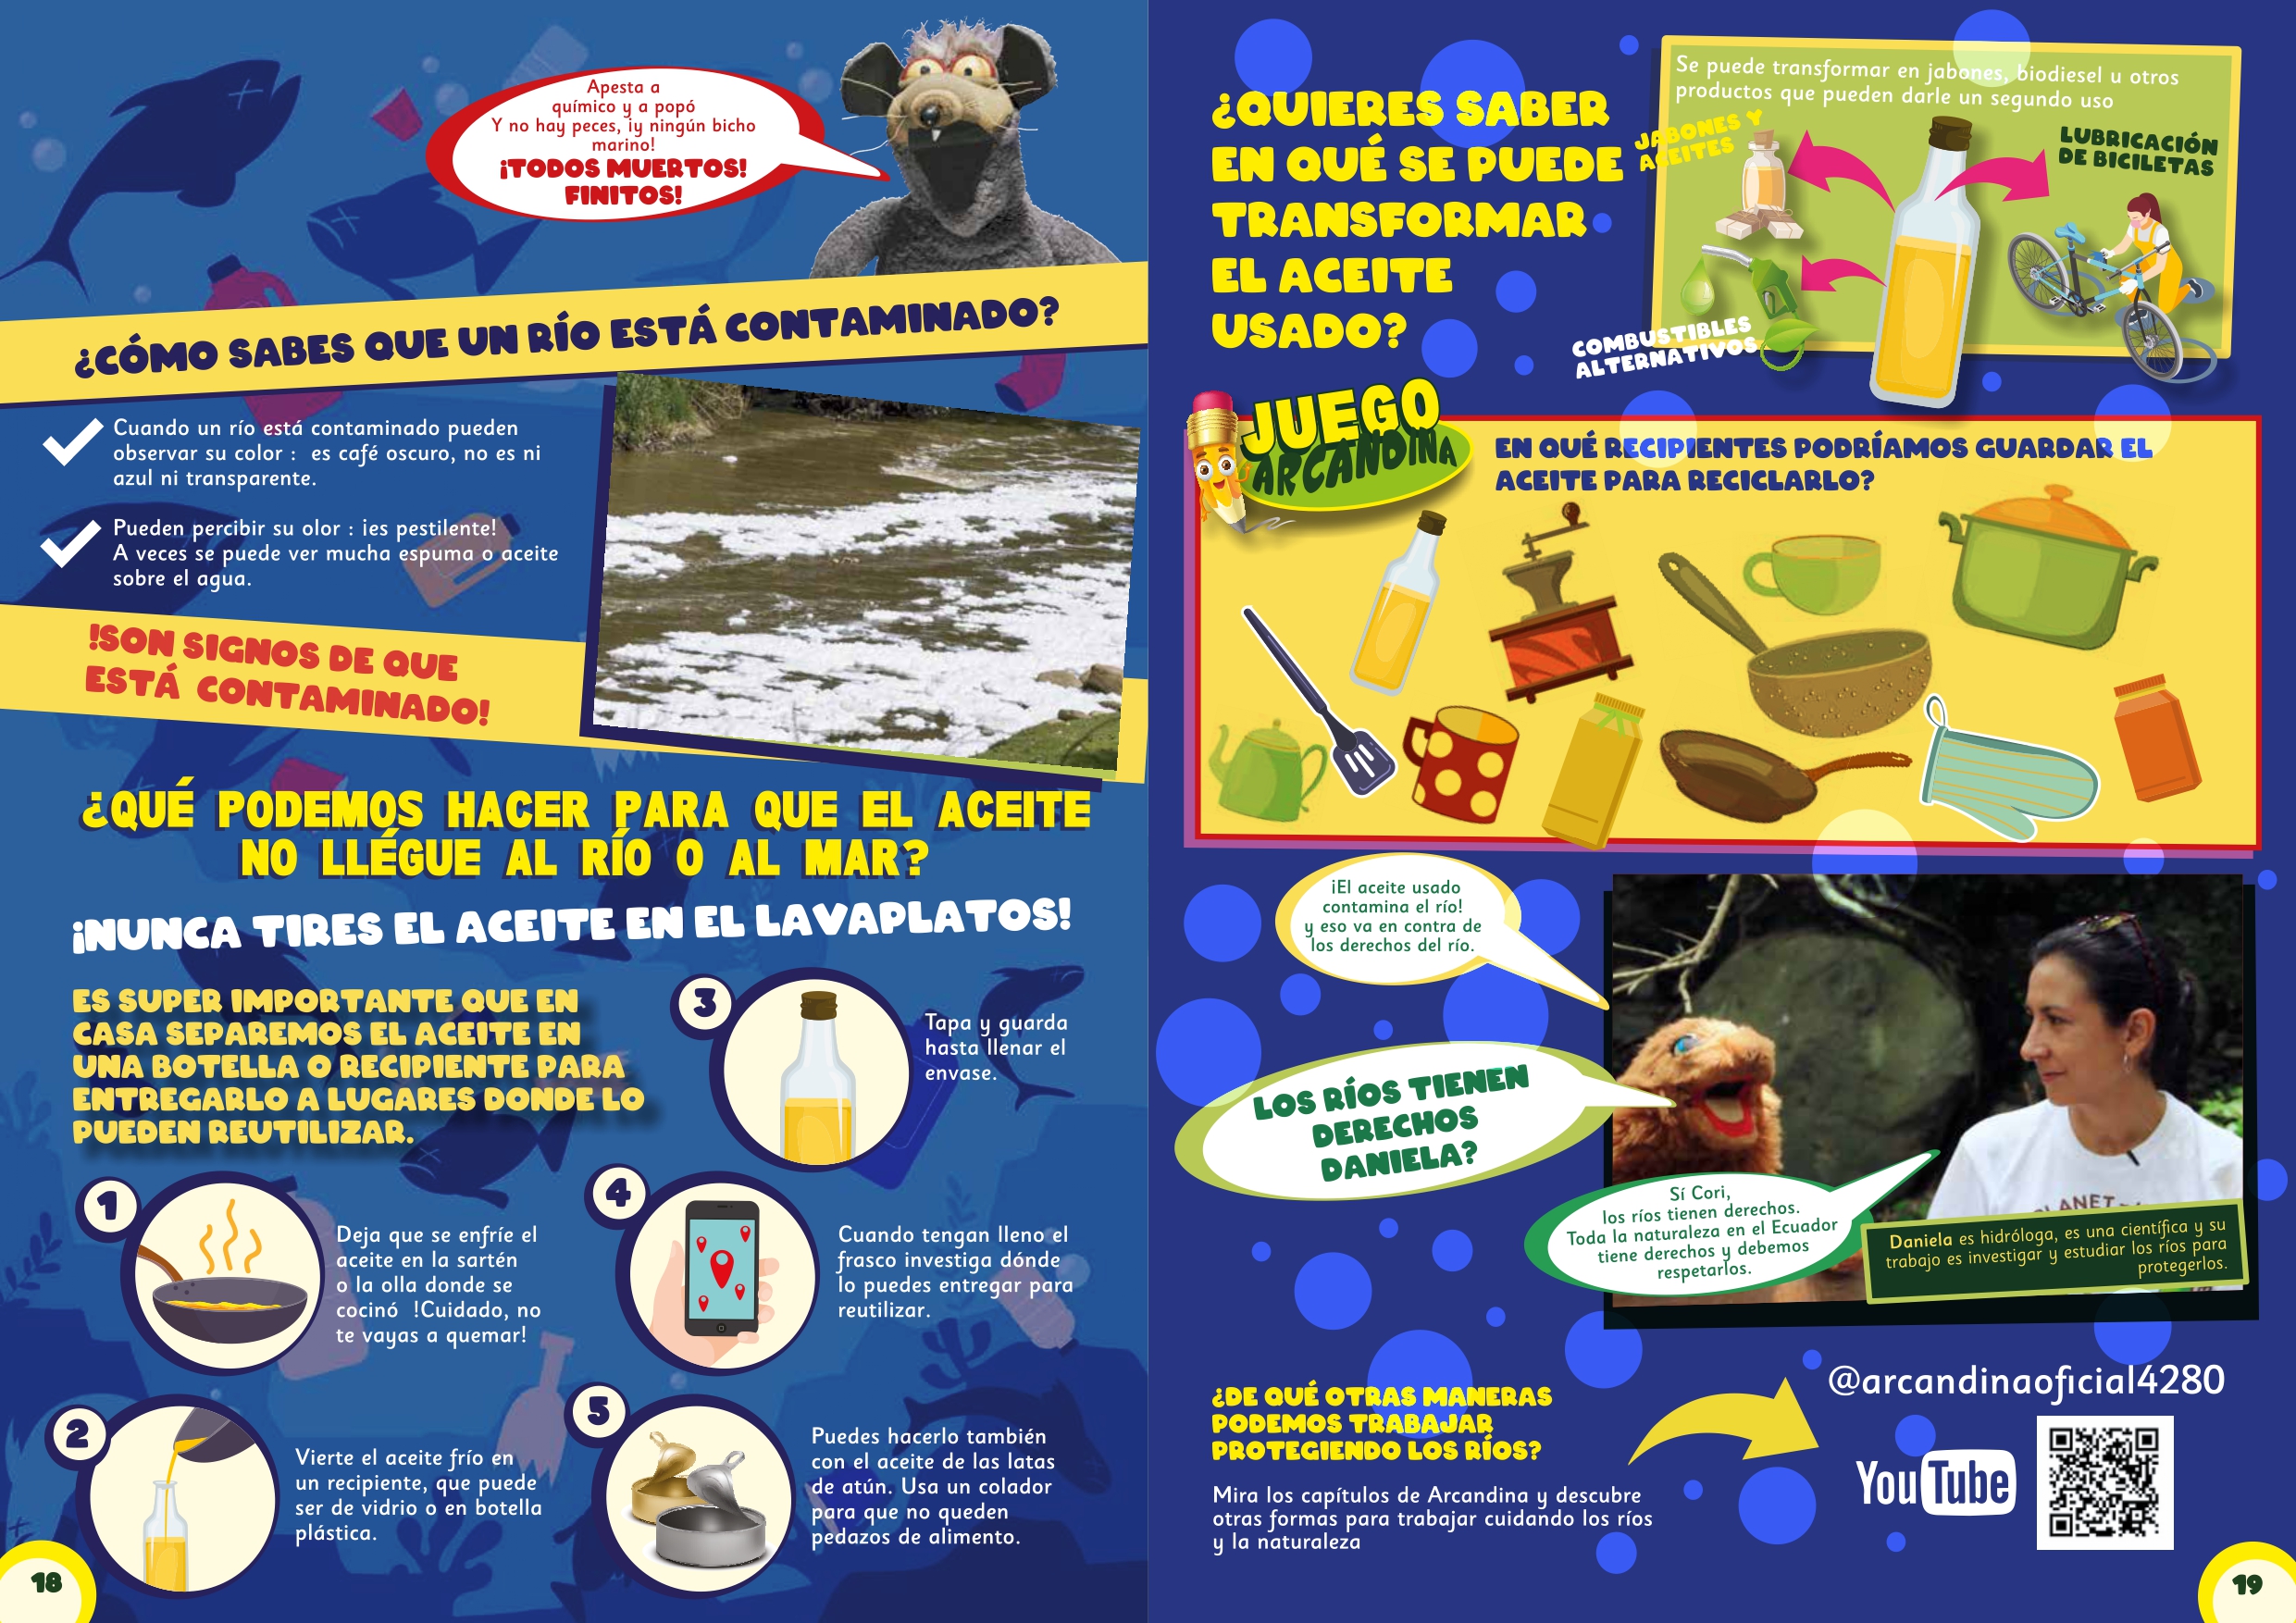 Apesta a
químico y a popó
Y no hay peces, ¡y ningún bicho
marino!
¡TODOS MUERTOS!
FINITOS!
¿CÓMO SABES QUE UN RÍO ESTÁ CONTAMINADO?
Cuando un río está contaminado pueden
observar su color : es café oscuro, no es ni
azul ni transparente.
Pueden percibir su olor : ¡es pestilente!
A veces se puede ver mucha espuma o aceite
sobre el agua.
!SON SIGNOS DE QUE
ESTÁ CONTAMINADO!
¿QUÉ PODEMOS HACER PARA QUE EL ACEITE
NO LLÉGUE AL RÍO O AL MAR?
¡NUNCA TIRES EL ACEITE EN EL LAVAPLATOS!
ES SUPER IMPORTANTE QUE EN
CASA SEPAREMOS EL ACEITE EN
UNA BOTELLA O RECIPIENTE PARA
ENTREGARLO A LUGARES DONDE LO
PUEDEN REUTILIZAR.
1
Deja que se enfríe el
aceite en la sartén
o la olla donde se
cocinó !Cuidado, no
te vayas a quemar!
2
Vierte el aceite frío en
un recipiente, que puede
ser de vidrio o en botella
plástica.
3
Tapa y guarda
hasta llenar el
envase.
4
Cuando tengan lleno el
frasco investiga dónde
lo puedes entregar para
reutilizar.
5
Puedes hacerlo también
con el aceite de las latas
de atún. Usa un colador
para que no queden
pedazos de alimento.
18
¿QUIERES SABER
EN QUÉ SE PUEDE
TRANSFORMAR
EL ACEITE
USADO?
Se puede transformar en jabones, biodiesel u otros
productos que pueden darle un segundo uso
JABONES Y
ACEITES
LUBRICACIÓN
DE BICILETAS
COMBUSTIBLES
ALTERNATIVOS
JUEGO
ARCANDINA
EN QUÉ RECIPIENTES PODRÍAMOS GUARDAR EL
ACEITE PARA RECICLARLO?
¡El aceite usado
contamina el río!
y eso va en contra de
los derechos del río.
LOS RÍOS TIENEN
DERECHOS
DANIELA?
Sí Cori,
los ríos tienen derechos.
Toda la naturaleza en el Ecuador
tiene derechos y debemos
respetarlos.
PLANET
Daniela es hidróloga, es una científica y su
trabajo es investigar y estudiar los ríos para
protegerlos.
¿DE QUÉ OTRAS MANERAS
PODEMOS TRABAJAR
PROTEGIENDO LOS RÍOS?
Mira los capítulos de Arcandina y descubre
otras formas para trabajar cuidando los ríos
y la naturaleza
@arcandinaoficial4280
YouTube
19